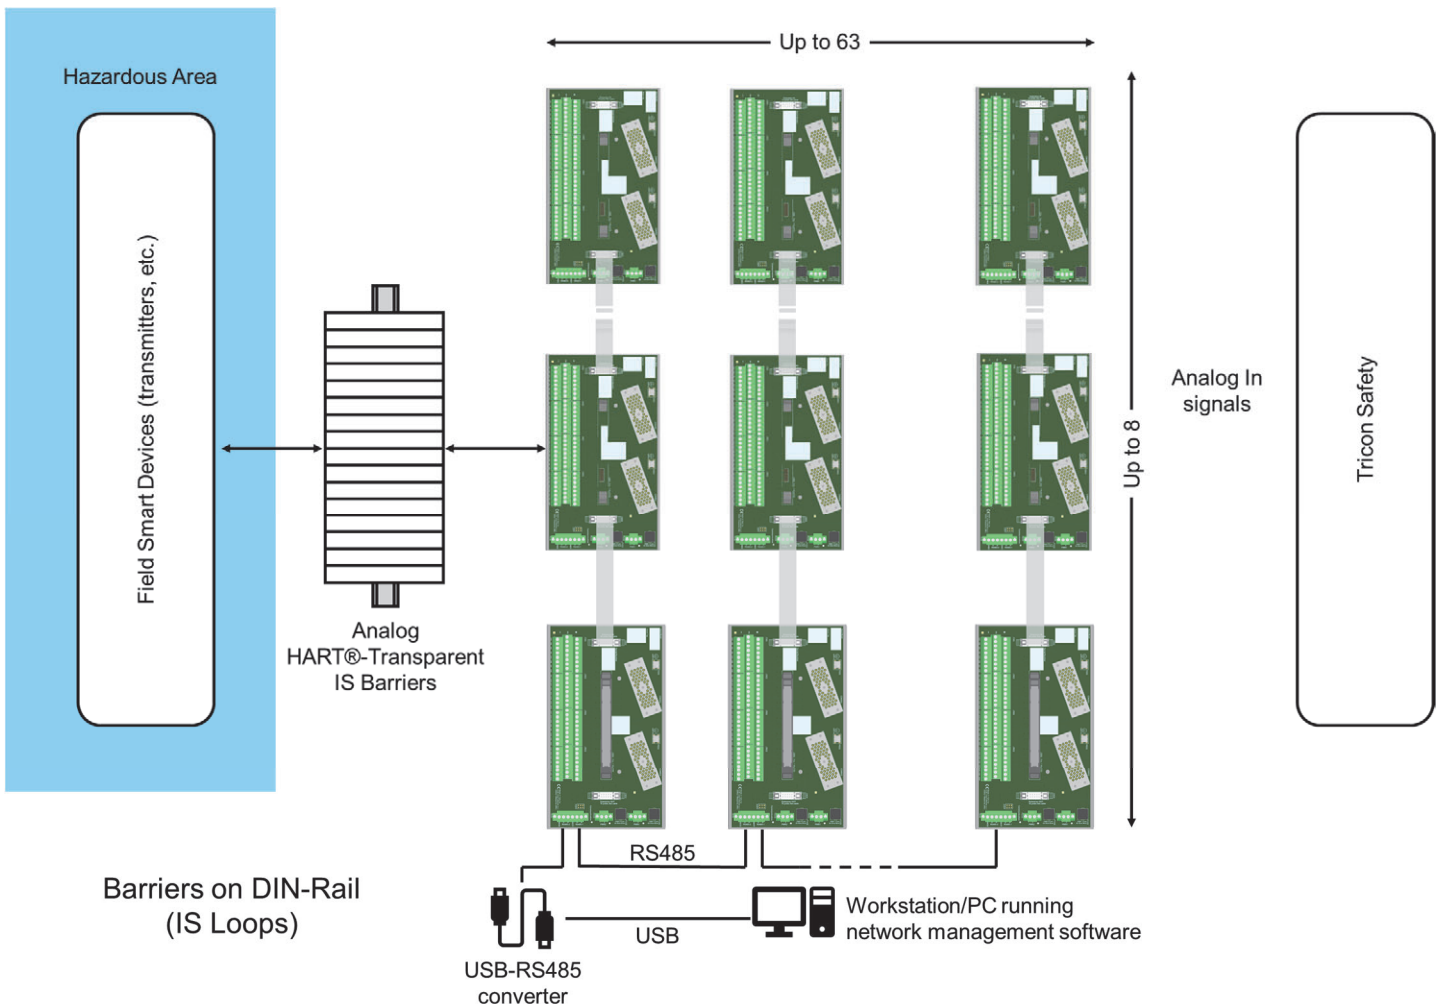 Up to 63
Hazardous Area
Field Smart Devices (transmitters, etc.)
Analog
HART®-Transparent
IS Barriers
Up to 8
Analog In
signals
Tricon Safety
RS485
Barriers on DIN-Rail
(IS Loops)
USB
Workstation/PC running
network management software
USB-RS485
converter